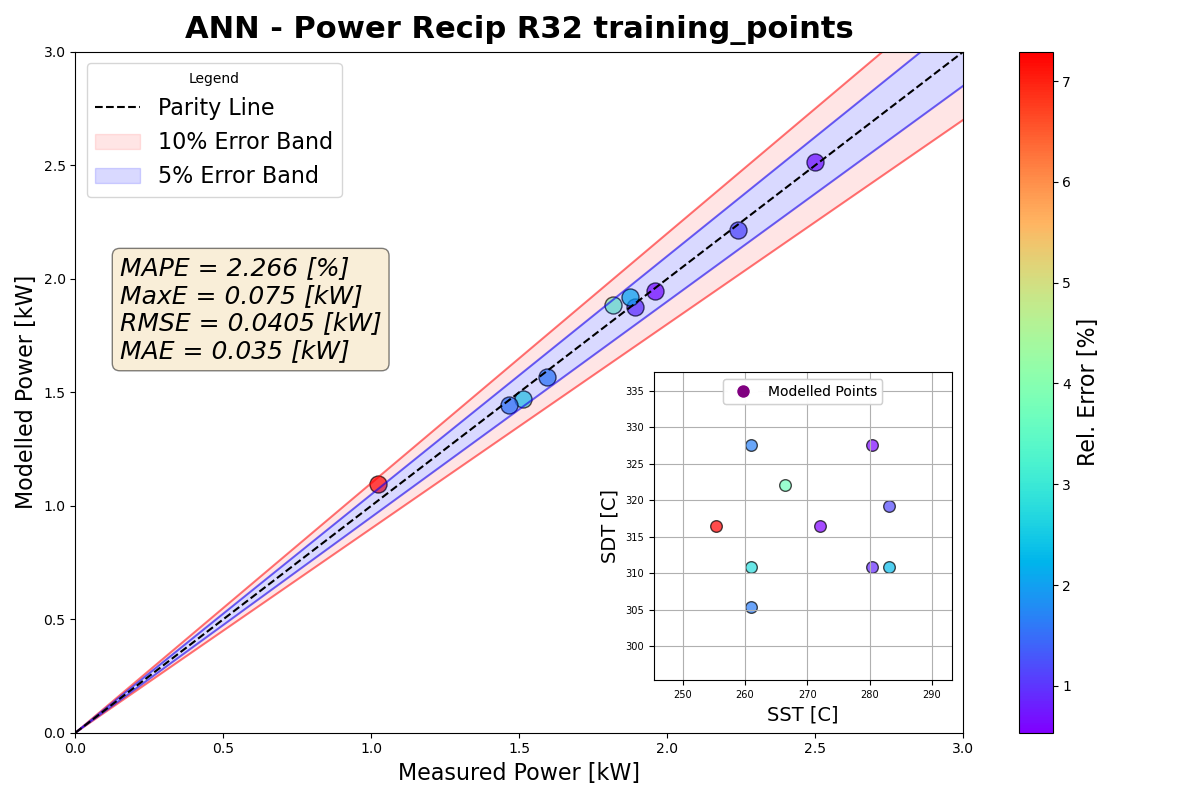 ANN - Power Recip R32 training_points
3.0
2.5
2.0
1.5
1.0
0.5
0.0
Modelled Power [kW]
Legend
Parity Line
10% Error Band
5% Error Band
MAPE = 2.266 [%]
MaxE = 0.075 [kW]
RMSE = 0.0405 [kW]
MAE = 0.035 [kW]
Modelled Points
335
330
325
320
315
310
305
300
SDT [C]
250
260
270
280
290
SST [C]
0.0
0.5
1.0
1.5
2.0
2.5
3.0
Measured Power [kW]
7
6
5
4
3
2
1
Rel. Error [%]